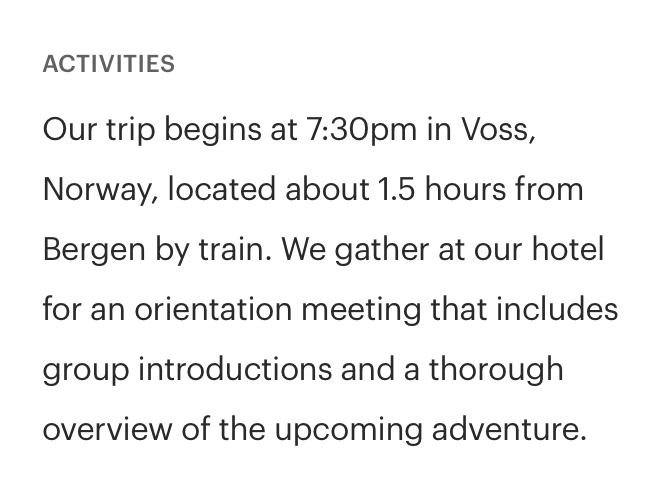 ACTIVITIES
Our trip begins at 7:30pm in Voss,
Norway, located about 1.5 hours from
Bergen by train. We gather at our hotel
for an orientation meeting that includes
group introductions and a thorough
overview of the upcoming adventure.